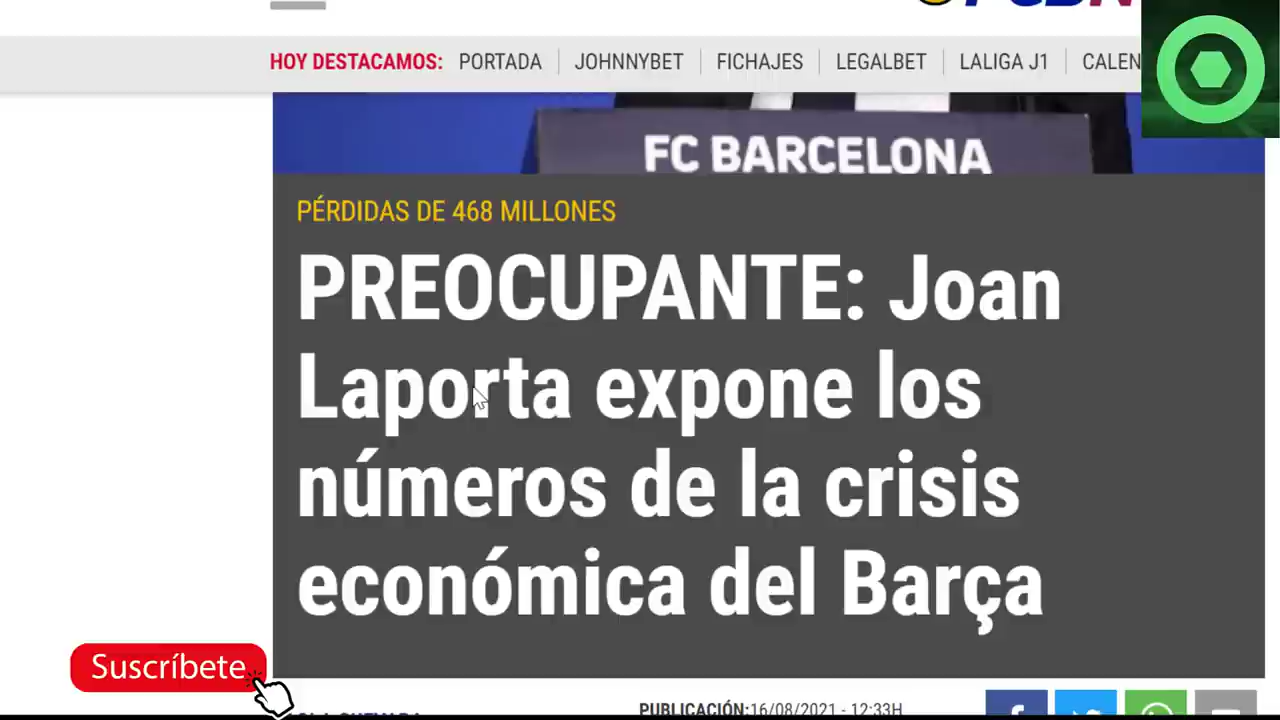 HOY DESTACAMOS: PORTADA JOHNNYBET FICHAJES LEGALBET LALIGA J1 CALEN
FC BARCELONA
PÉRDIDAS DE 468 MILLONES
PREOCUPANTE: Joan
Laporta expone los
números de la crisis
económica del Barça
Suscríbete
PUBLICACIÓN:16/08/2021 - 12:33H